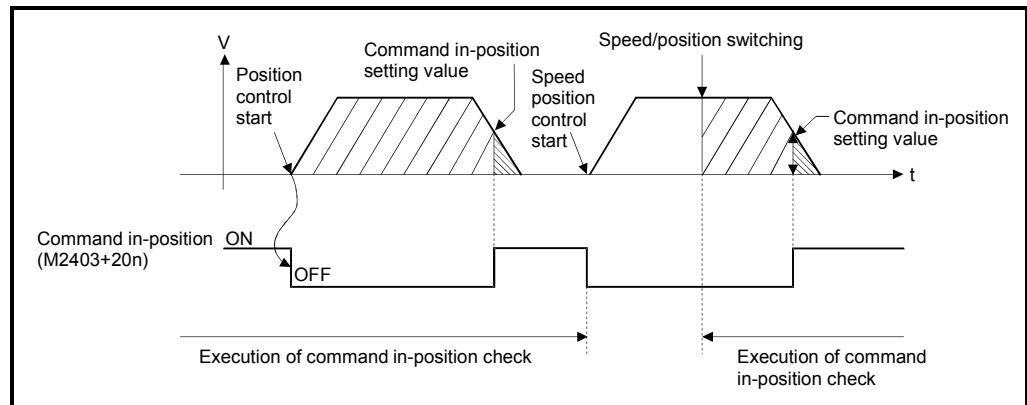 V
Position
control
start
Command in-position
setting value
Speed
position
control
start
Speed/position switching
Command in-position
setting value
t
Command in-position
(M2403+20n)
ON
OFF
Execution of command in-position check
Execution of command
in-position check